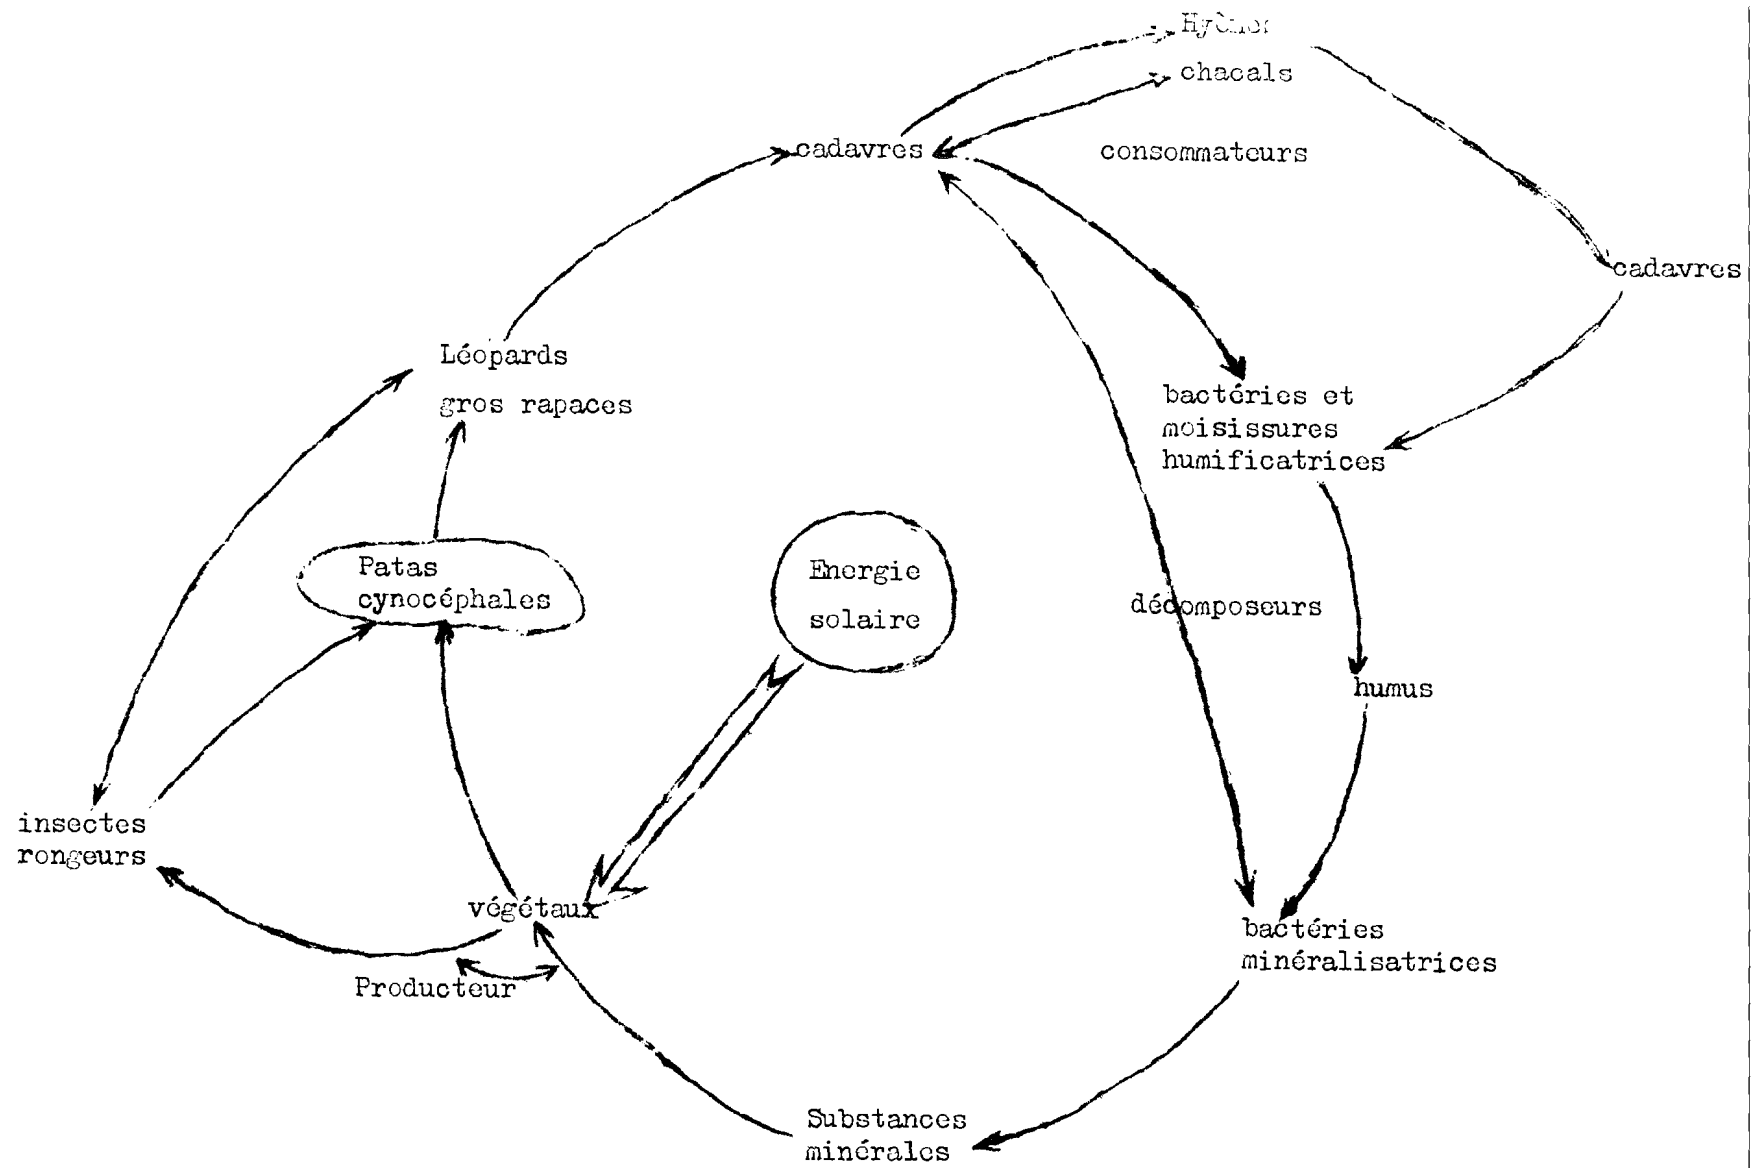 chacals
cadavres
consommateurs
cadavres
Léopards
gros rapaces
bactéries et
moisissures
humificatrices
Patas
cynocéphales
Energie
solaire
décomposeurs
humus
insectes
rongeurs
végétaux
Producteur
bactéries
minéralisatrices
Substances
minérales